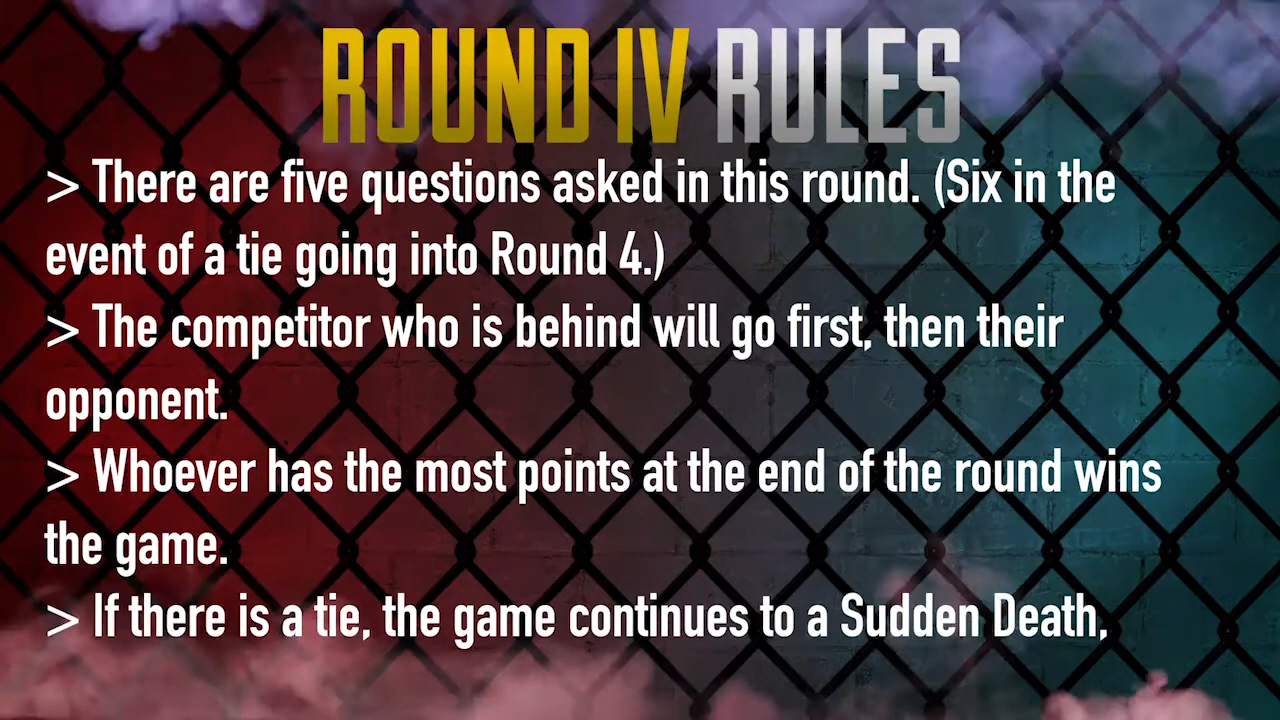 ROUND IV RULES
> There are five questions asked in this round. (Six in the
event of a tie going into Round 4.)
> The competitor who is behind will go first, then their
opponent.
> Whoever has the most points at the end of the round wins
the game.
> If there is a tie, the game continues to a Sudden Death,